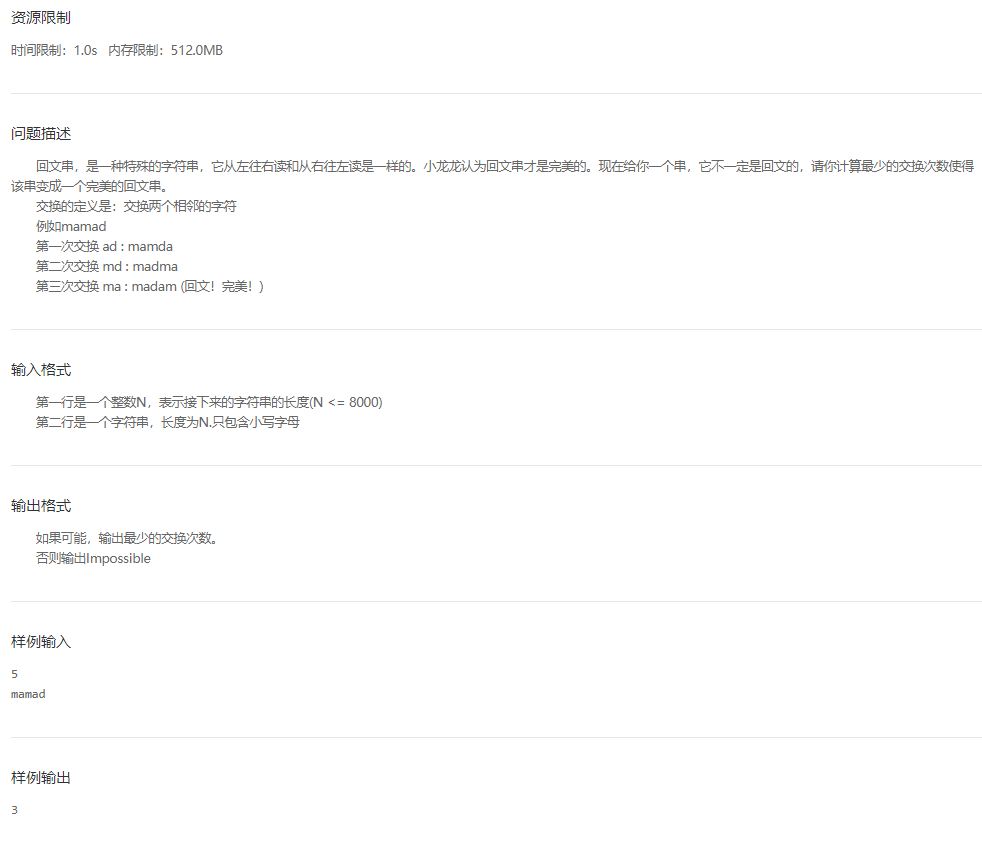 资源限制
时间限制：1.0s 内存限制：512.0MB
问题描述
回文串，是一种特殊的字符串，它从左往右读和从右往左读是一样的。小龙龙认为回文串才是完美的。现在给你一个串，它不一定是回文的，请你计算最少的交换次数使得
该串变成一个完美的回文串。
交换的定义是：交换两个相邻的字符
例如mamad
第一次交换 ad : mamda
第二次交换 md : madma
第三次交换 ma : madam (回文！完美！)
输入格式
第一行是一个整数N，表示接下来的字符串的长度(N <= 8000)
第二行是一个字符串，长度为N.只包含小写字母
输出格式
如果可能，输出最少的交换次数。
否则输出Impossible
样例输入
5
mamad
样例输出
3